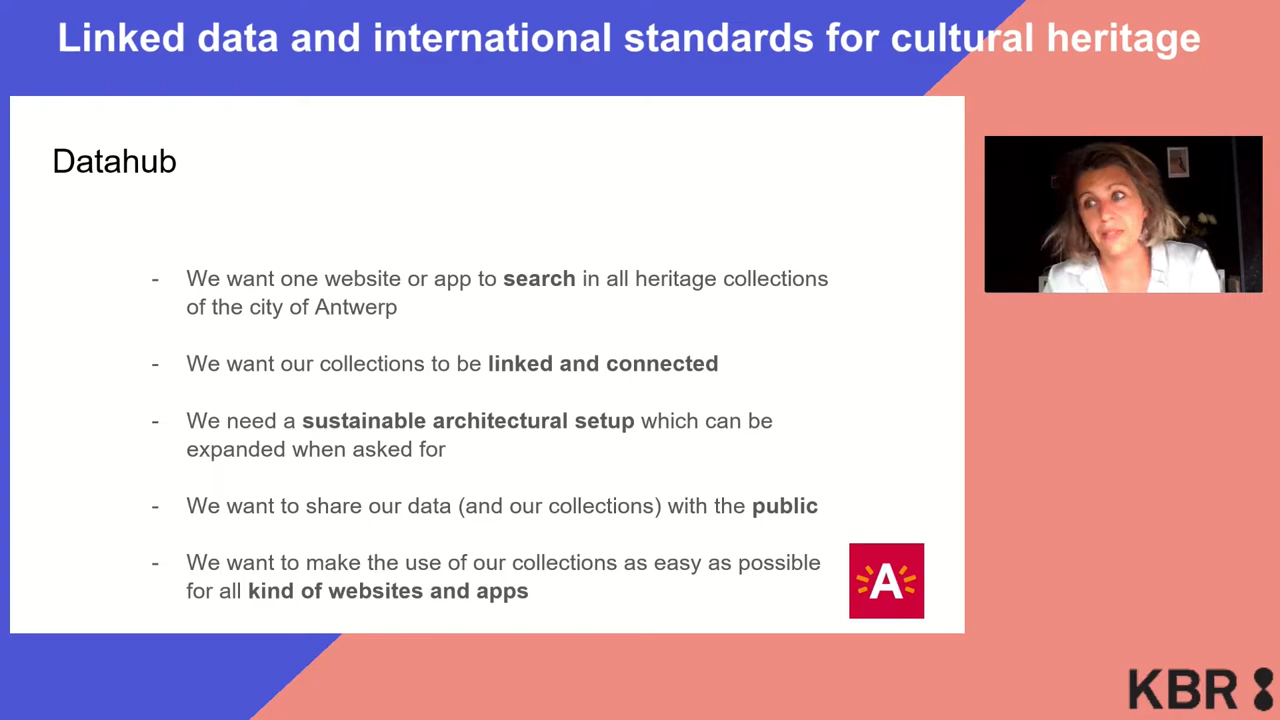 Linked data and international standards for cultural heritage
Datahub
- We want one website or app to search in all heritage collections
of the city of Antwerp
- We want our collections to be linked and connected
- We need a sustainable architectural setup which can be
expanded when asked for
- We want to share our data (and our collections) with the public
- We want to make the use of our collections as easy as possible
for all kind of websites and apps
A
KBR